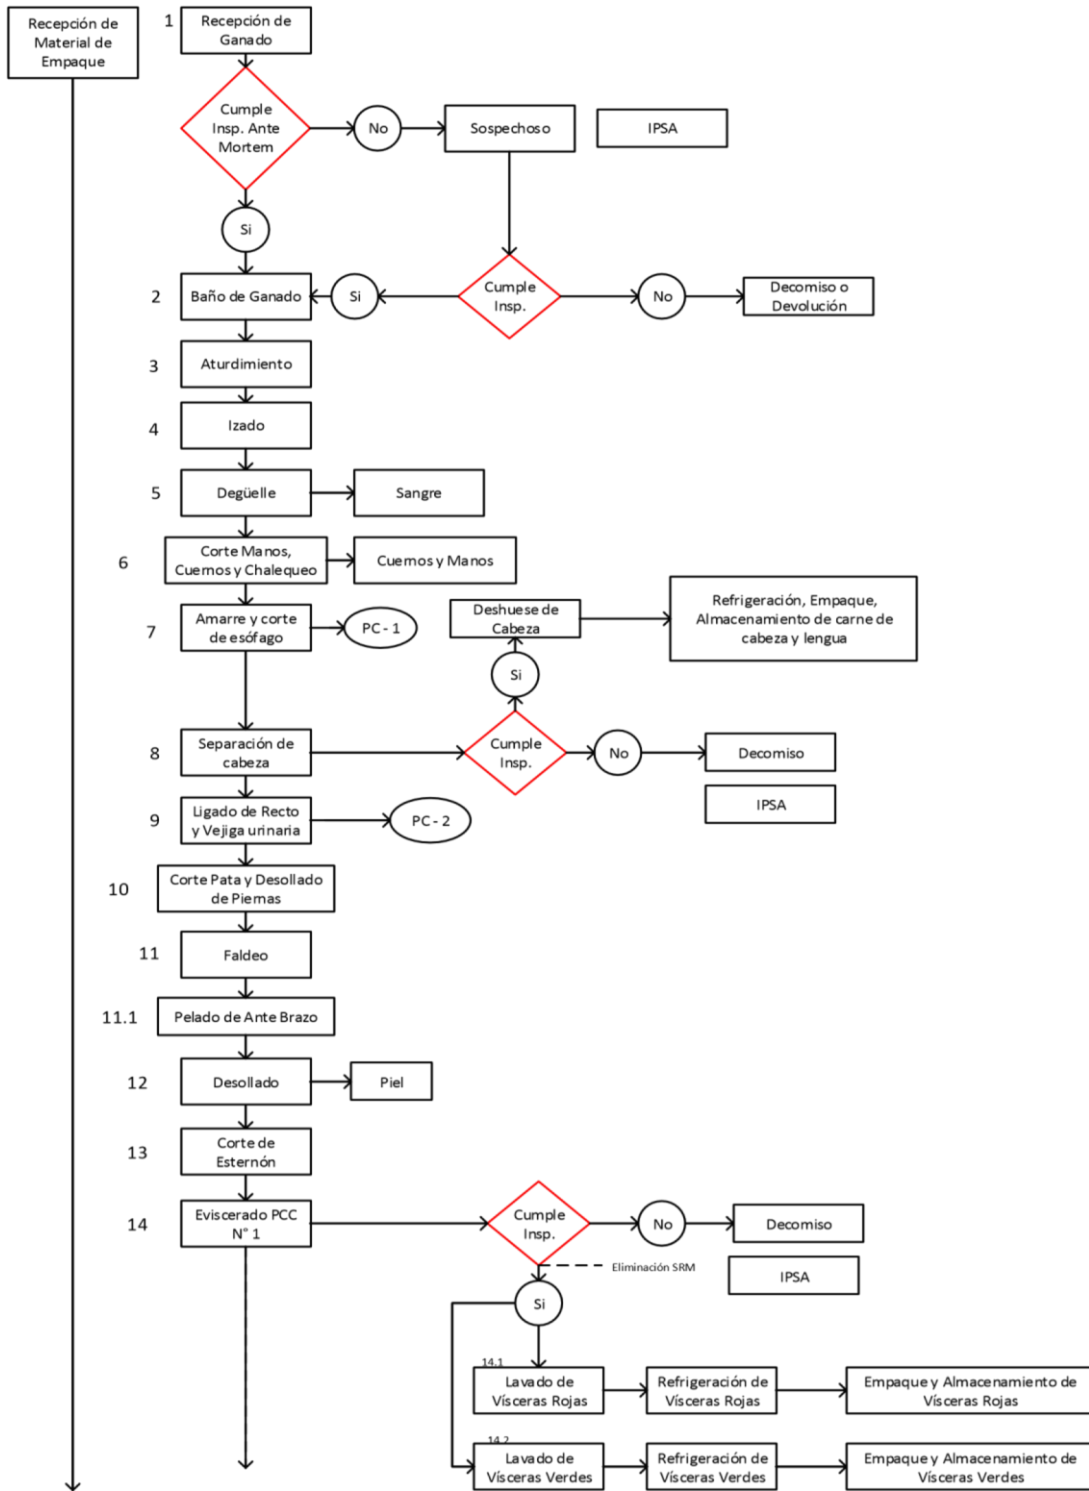 Recepción de
Material de
Empaque
1
Recepción de
Ganado
Cumple
Insp. Ante
Mortem
No
Sospechoso
IPSA
Si
2
Baño de Ganado
Si
Cumple
Insp.
No
Decomiso o
Devolución
3
Aturdimiento
4
Izado
5
Degüelle
Sangre
6
Corte Manos,
Cuernos y Chalequeo
Cuernos y Manos
7
Amarre y corte
de esófago
PC - 1
Deshuese de
Cabeza
Refrigeración, Empaque,
Almacenamiento de carne de
cabeza y lengua
Si
8
Separación de
cabeza
Cumple
Insp.
No
Decomiso
IPSA
9
Ligado de Recto
y Vejiga urinaria
PC - 2
10
Corte Pata y Desollado
de Piernas
11
Faldeo
11.1
Pelado de Ante Brazo
12
Desollado
Piel
13
Corte de
Esternón
14
Eviscerado PCC
N° 1
Cumple
Insp.
No
Decomiso
Eliminación SRM
IPSA
Si
14.1
Lavado de
Vísceras Rojas
Refrigeración de
Vísceras Rojas
Empaque y Almacenamiento de
Vísceras Rojas
14.2
Lavado de
Vísceras Verdes
Refrigeración de
Vísceras Verdes
Empaque y Almacenamiento de
Vísceras Verdes